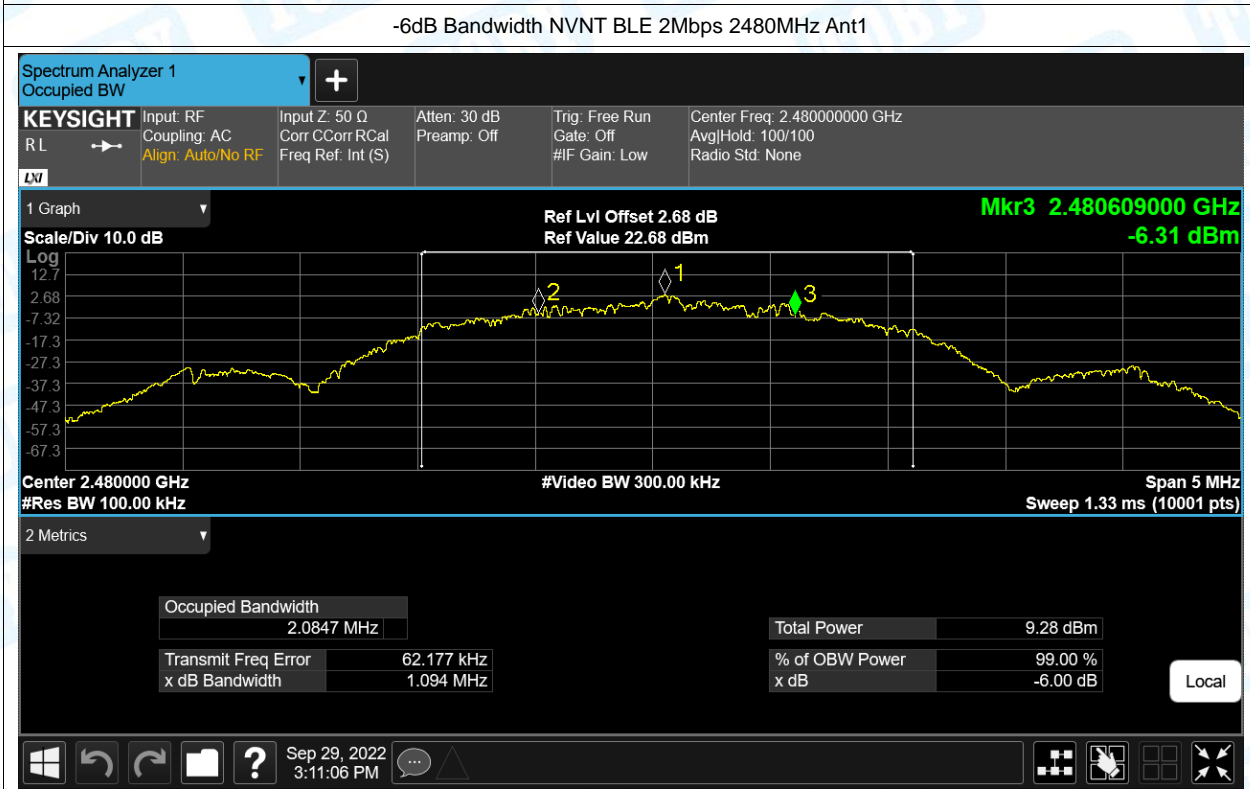 -6dB Bandwidth NVNT BLE 2Mbps 2480MHz Ant1
Spectrum Analyzer 1
Occupied BW
+
KEYSIGHT
R L
LXI
Input: RF
Coupling: AC
Align: Auto/No RF
Input Z: 50 Ω
Corr CCorr RCal
Freq Ref: Int (S)
Atten: 30 dB
Preamp: Off
Trig: Free Run
Gate: Off
#IF Gain: Low
Center Freq: 2.480000000 GHz
Avg|Hold: 100/100
Radio Std: None
1 Graph
Scale/Div 10.0 dB
Ref Lvl Offset 2.68 dB
Ref Value 22.68 dBm
Mkr3 2.480609000 GHz
-6.31 dBm
Log
12.7
2.68
-7.32
-17.3
-27.3
-37.3
-47.3
-57.3
-67.3
1
2
3
Center 2.480000 GHz
#Res BW 100.00 kHz
#Video BW 300.00 kHz
Span 5 MHz
Sweep 1.33 ms (10001 pts)
2 Metrics
Occupied Bandwidth
2.0847 MHz
Transmit Freq Error 62.177 kHz
x dB Bandwidth 1.094 MHz
Total Power 9.28 dBm
% of OBW Power 99.00 %
x dB -6.00 dB
Local
?
Sep 29, 2022
3:11:06 PM